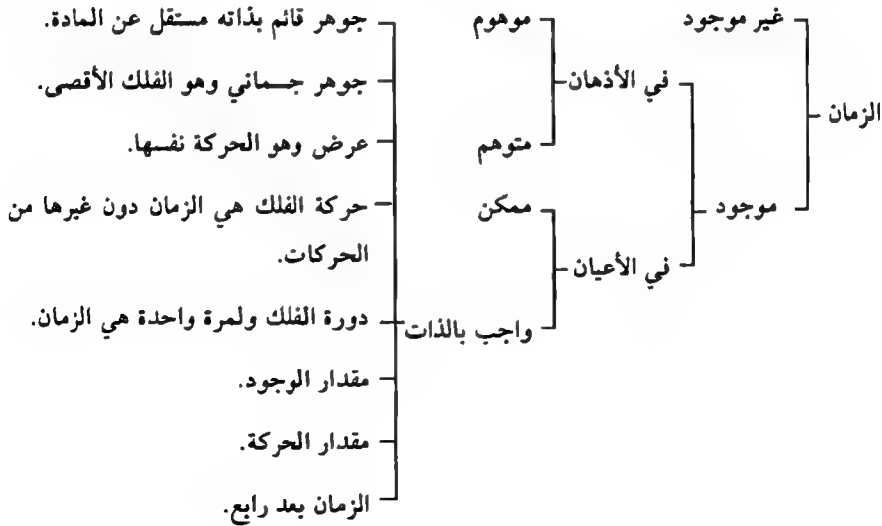 الزمان
غير موجود
موجود
في الأذهان
في الأعيان
موهوم
متوهم
ممكن
واجب بالذات
جوهر قائم بذاته مستقل عن المادة.
جوهر جسماني وهو الفلك الأقصى.
عرض وهو الحركة نفسها.
حركة الفلك هي الزمان دون غيرها من
الحركات.
دورة الفلك ولمرة واحدة هي الزمان.
مقدار الوجود.
مقدار الحركة.
الزمان بعد رابع.